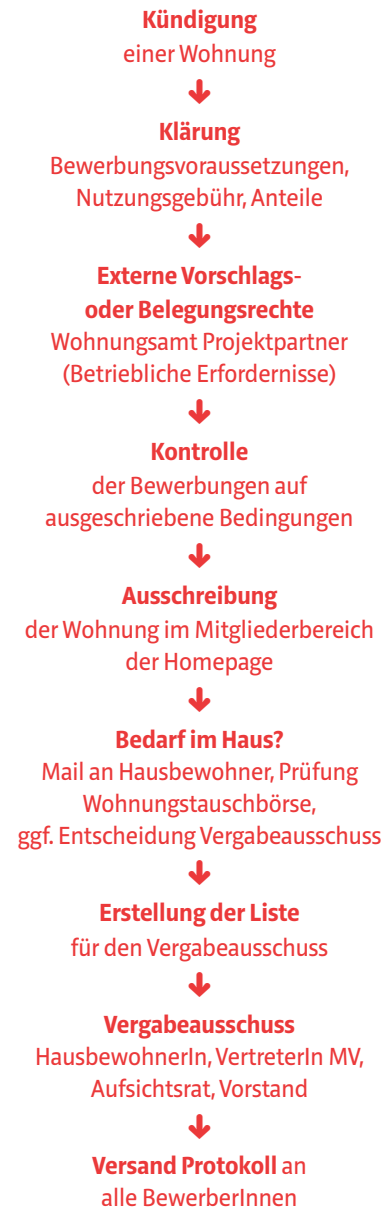 Kündigung
einer Wohnung
Klärung
Bewerbungsvoraussetzungen,
Nutzungsgebühr, Anteile
Externe Vorschlags-
oder Belegungsrechte
Wohnungsamt Projektpartner
(Betriebliche Erfordernisse)
Kontrolle
der Bewerbungen auf
ausgeschriebene Bedingungen
Ausschreibung
der Wohnung im Mitgliederbereich
der Homepage
Bedarf im Haus?
Mail an Hausbewohner, Prüfung
Wohnungstauschbörse,
ggf. Entscheidung Vergabeausschuss
Erstellung der Liste
für den Vergabeausschuss
Vergabeausschuss
HausbewohnerIn, VertreterIn MV,
Aufsichtsrat, Vorstand
Versand Protokoll an
alle BewerberInnen